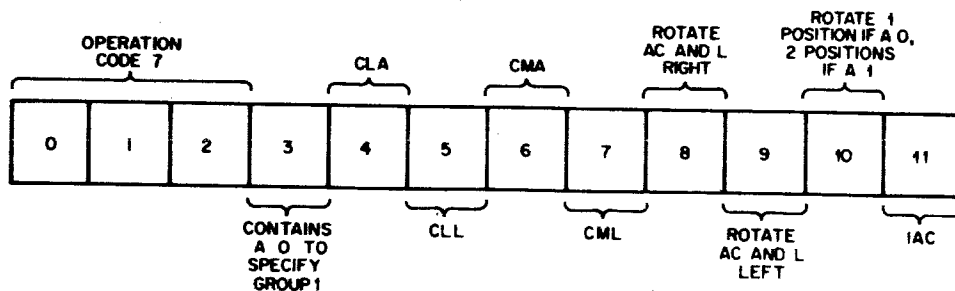 OPERATION
CODE 7
CLA
CMA
ROTATE
AC AND L
RIGHT
ROTATE 1
POSITION IF A 0,
2 POSITIONS
IF A 1
0 1 2 3 4 5 6 7 8 9 10 11
CONTAINS
A 0 TO
SPECIFY
GROUP 1
CLL
CML
ROTATE
AC AND L
LEFT
IAC